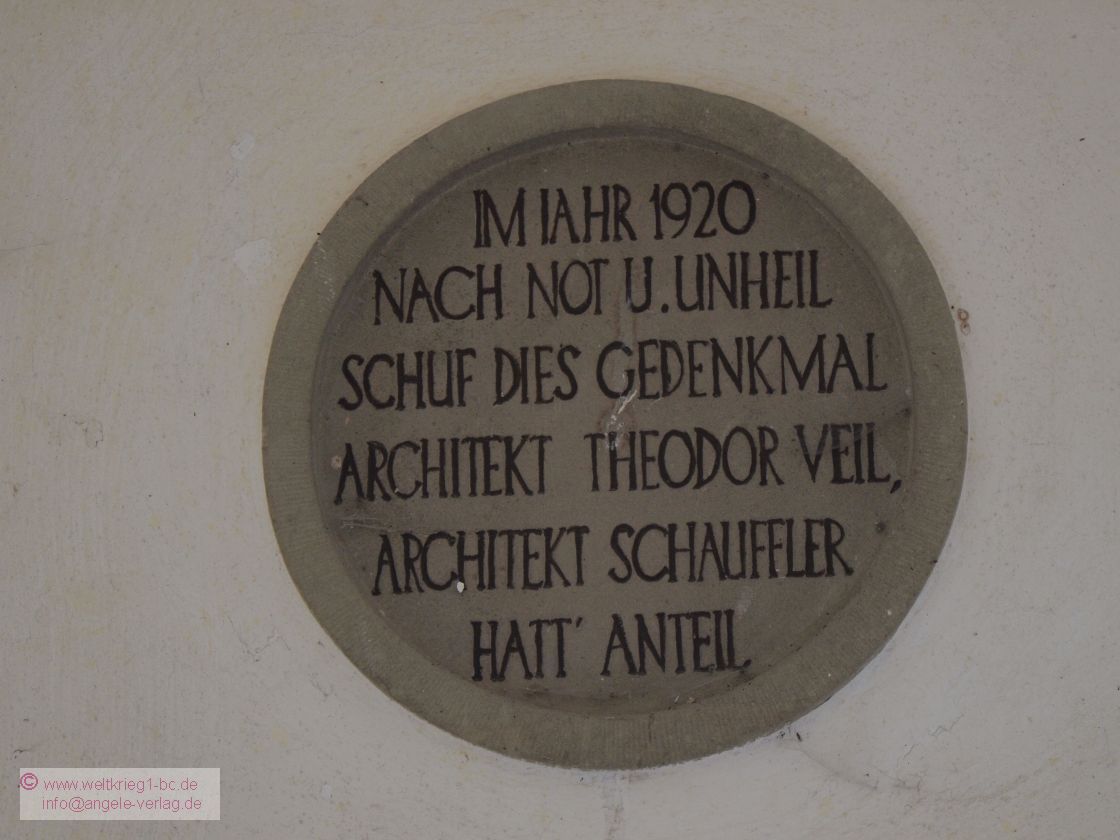 IM IAHR 1920
NACH NOT U. UNHEIL
SCHUF DIES GEDENKMAL
ARCHITEKT THEODOR VEIL,
ARCHITEKT SCHAUFFLER
HATT' ANTEIL
© www.weltkrieg1-bc.de
info@angele-verlag.de